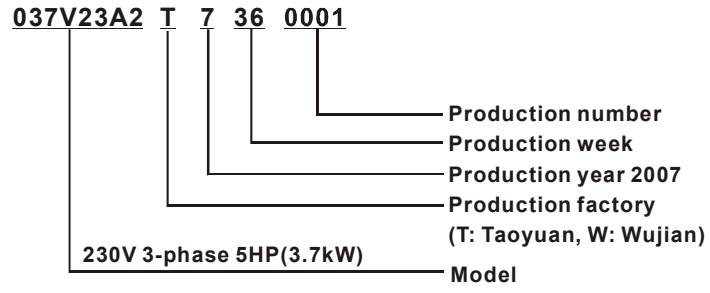 037V23A2 T 7 36 0001
Production number
Production week
Production year 2007
Production factory
(T: Taoyuan, W: Wujian)
230V 3-phase 5HP(3.7kW)
Model